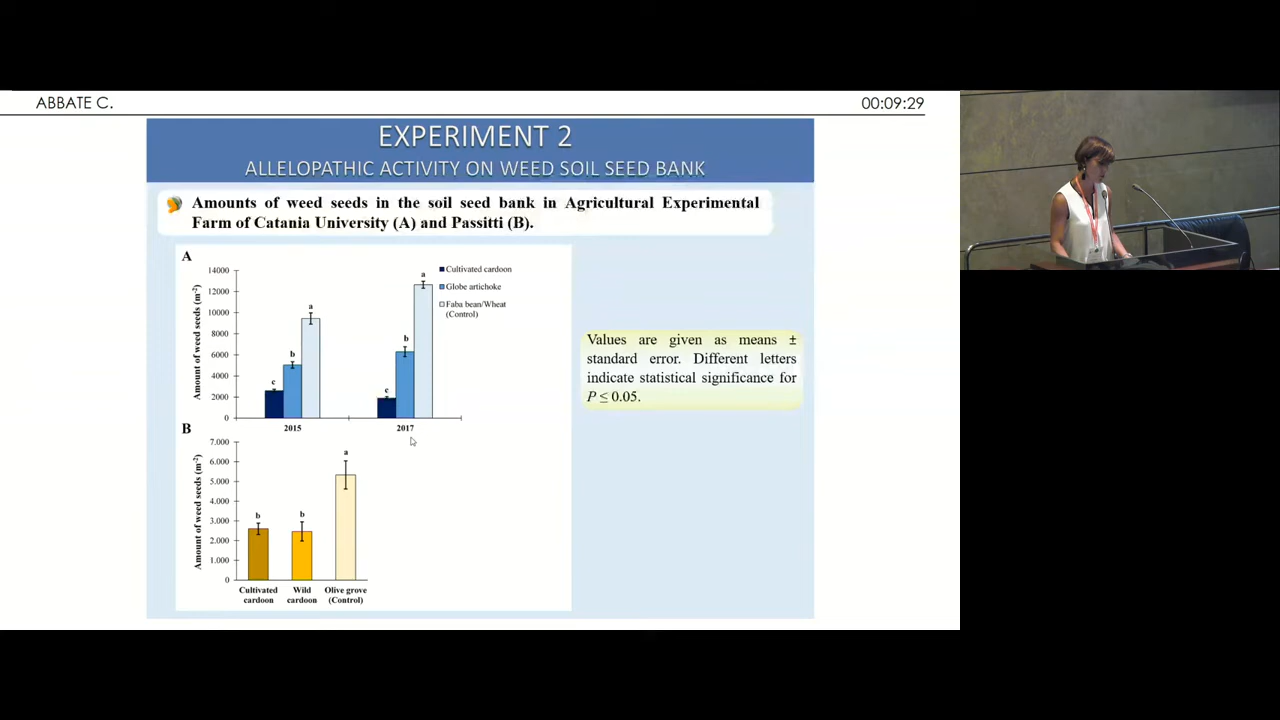 ABBATE C.
00:09:29
EXPERIMENT 2
ALLELOPATHIC ACTIVITY ON WEED SOIL SEED BANK
Amounts of weed seeds in the soil seed bank in Agricultural Experimental
Farm of Catania University (A) and Passitti (B).
A
Amount of weed seeds (m⁻²)
14000
12000
10000
8000
6000
4000
2000
0
c
b
a
c
b
a
2015
2017
Cultivated cardoon
Globe artichoke
Faba bean/Wheat
(Control)
Values are given as means ±
standard error. Different letters
indicate statistical significance for
P ≤ 0.05.
B
Amount of weed seeds (m⁻²)
7.000
6.000
5.000
4.000
3.000
2.000
1.000
0
b
b
a
Cultivated
cardoon
Wild
cardoon
Olive grove
(Control)